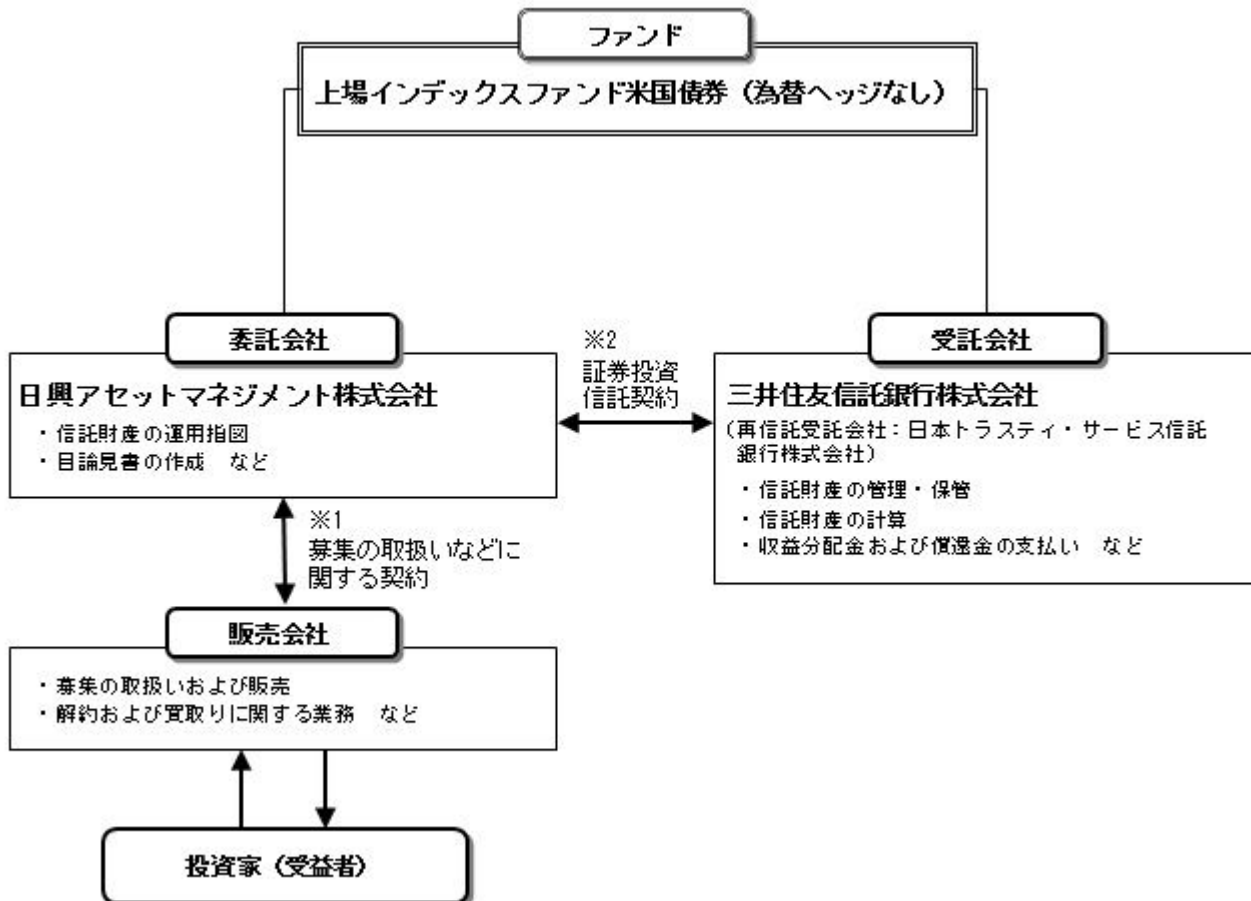 ファンド
上場インデックスファンド米国債券（為替ヘッジなし）
委託会社
日興アセットマネジメント株式会社
・信託財産の運用指図
・目論見書の作成　など
※2
証券投資
信託契約
受託会社
三井住友信託銀行株式会社
（再信託受託会社：日本トラスティ・サービス信託
銀行株式会社）
・信託財産の管理・保管
・信託財産の計算
・収益分配金および償還金の支払い　など
※1
募集の取扱いなどに
関する契約
販売会社
・募集の取扱いおよび販売
・解約および買取りに関する業務　など
投資家（受益者）